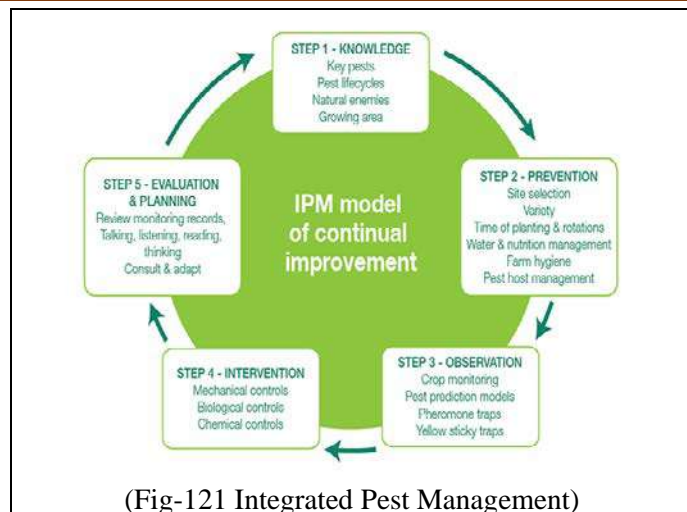 STEP 1 - KNOWLEDGE
Key pests
Pest lifecycles
Natural enemies
Growing area
STEP 2 - PREVENTION
Site selection
Variety
Time of planting & rotations
Water & nutrition management
Farm hygiene
Pest host management
STEP 3 - OBSERVATION
Crop monitoring
Pest prediction models
Pheromone traps
Yellow sticky traps
STEP 4 - INTERVENTION
Mechanical controls
Biological controls
Chemical controls
STEP 5 - EVALUATION
& PLANNING
Review monitoring records,
Talking, listening, reading,
thinking
Consult & adapt
IPM model
of continual
improvement
(Fig-121 Integrated Pest Management)